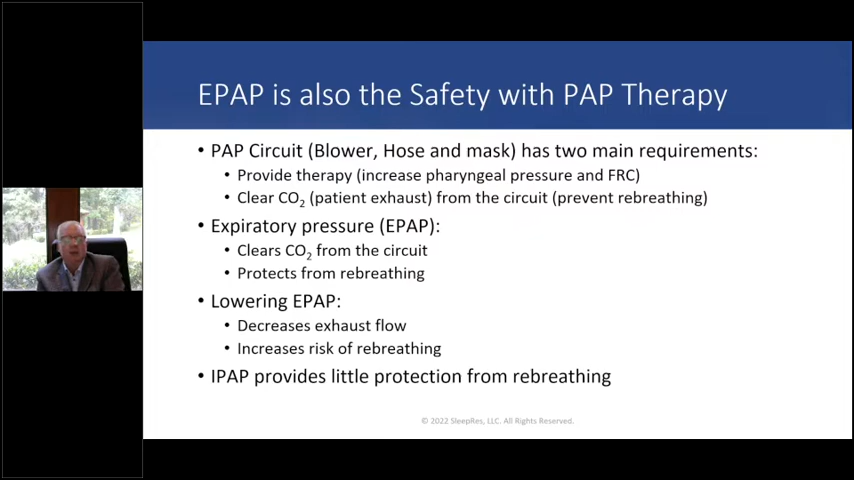 EPAP is also the Safety with PAP Therapy
• PAP Circuit (Blower, Hose and mask) has two main requirements:
• Provide therapy (increase pharyngeal pressure and FRC)
• Clear CO₂ (patient exhaust) from the circuit (prevent rebreathing)
• Expiratory pressure (EPAP):
• Clears CO₂ from the circuit
• Protects from rebreathing
• Lowering EPAP:
• Decreases exhaust flow
• Increases risk of rebreathing
• IPAP provides little protection from rebreathing
© 2022 SleepRes, LLC. All Rights Reserved.